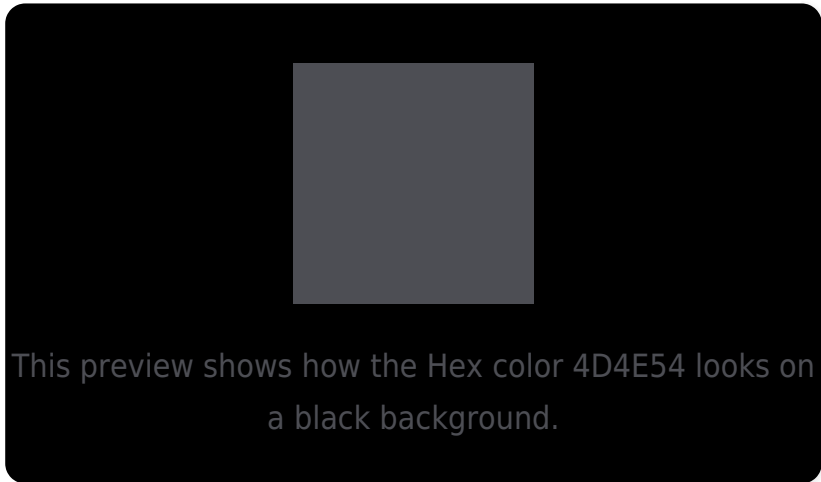 This preview shows how the Hex color 4D4E54 looks on
a black background.